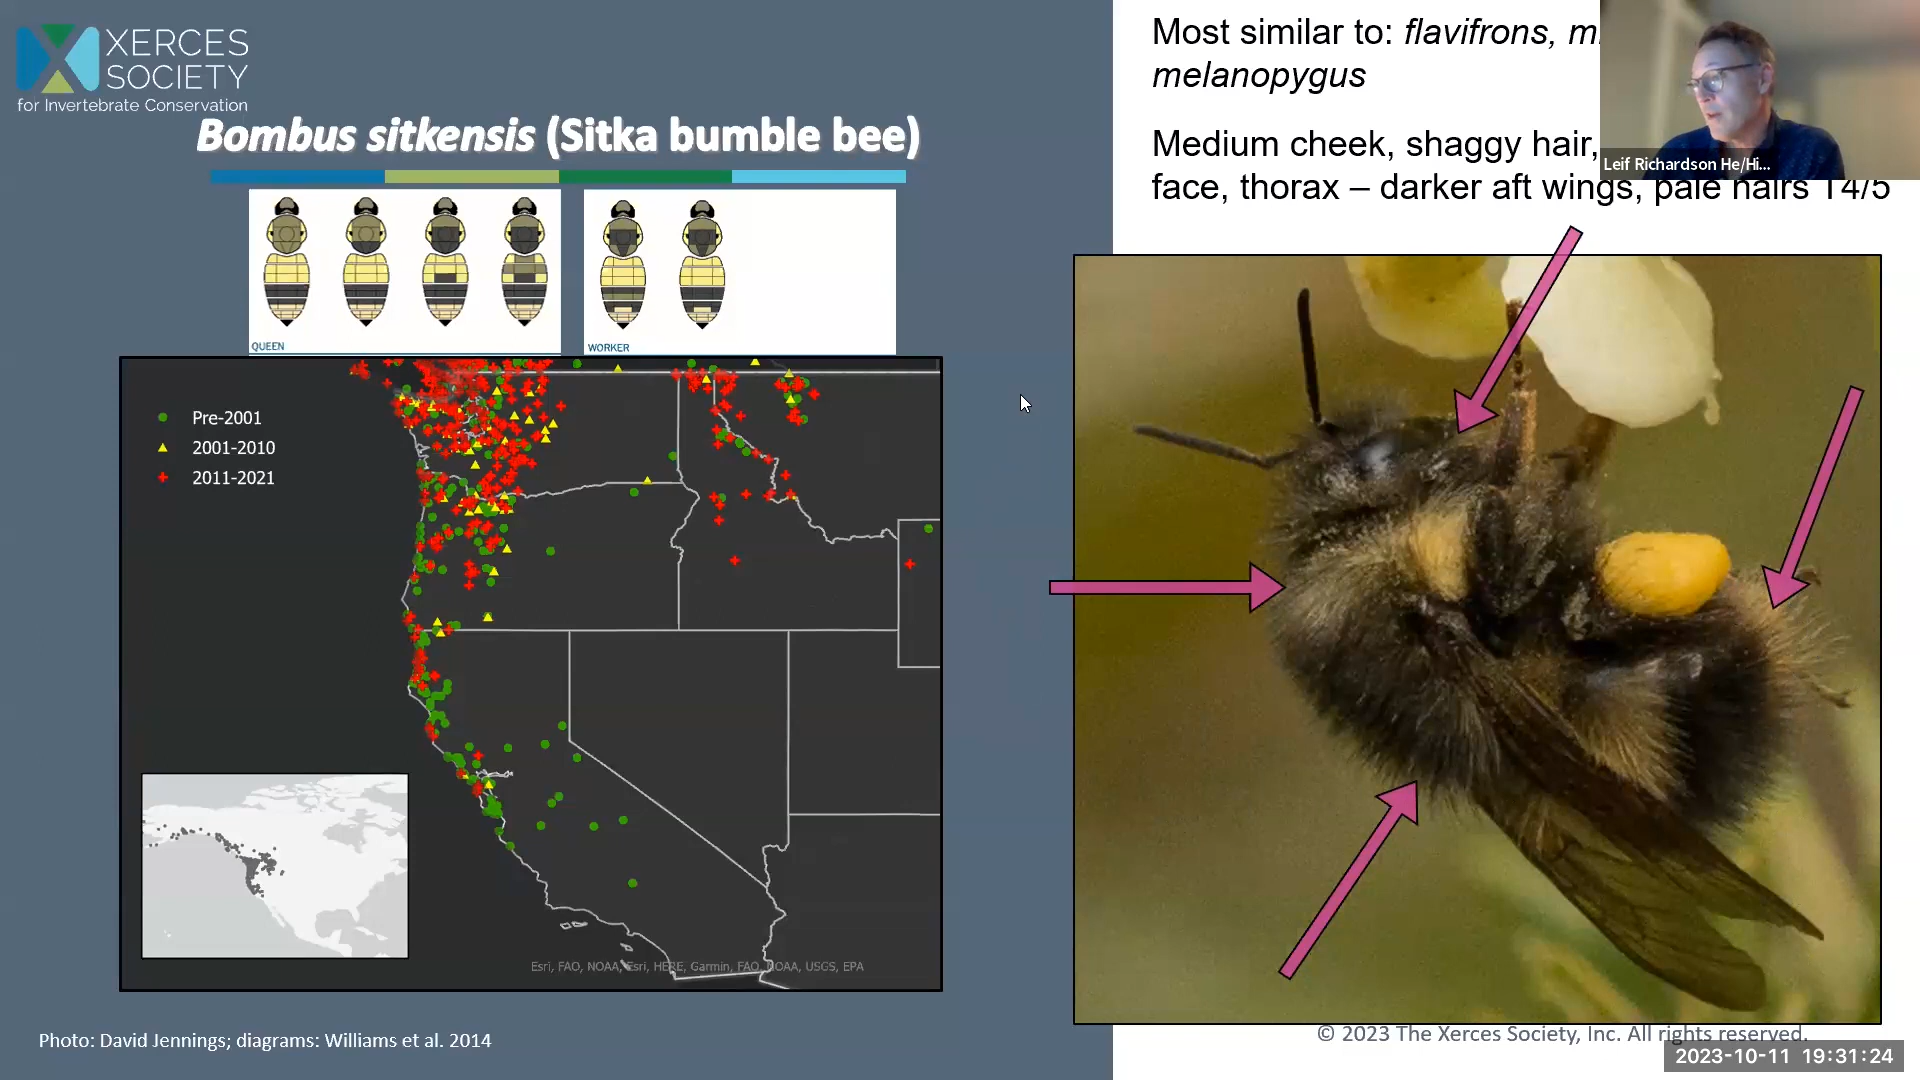 XERCES
SOCIETY
for Invertebrate Conservation
Bombus sitkensis (Sitka bumble bee)
QUEEN
WORKER
Pre-2001
2001-2010
2011-2021
Esri, FAO, NOAA, Esri, HERE, Garmin, FAO, NOAA, USGS, EPA
Photo: David Jennings; diagrams: Williams et al. 2014
Most similar to: flavifrons,
melanopygus
Medium cheek, shaggy hair,
face, thorax – darker aft wings, pale hairs T4/5
Leif Richardson He/Hi...
© 2023 The Xerces Society, Inc. All rights reserved.
2023-10-11 19:31:24